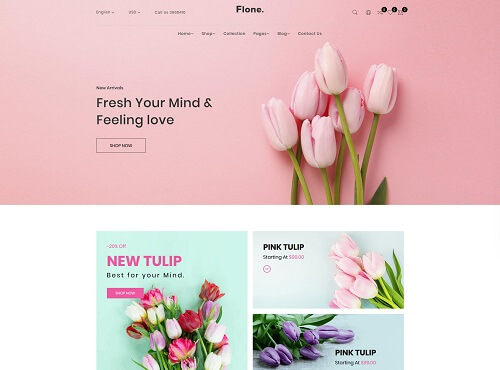 English
USD
Call Us 3965410
Flone.
0
0
0
Home
Shop
Collection
Pages
Blog
Contact Us
New Arrivals
Fresh Your Mind &
Feeling love
SHOP NOW
-20% Off
NEW TULIP
Best for your Mind.
SHOP NOW
PINK TULIP
Starting At $99.00
PINK TULIP
Starting At $99.00